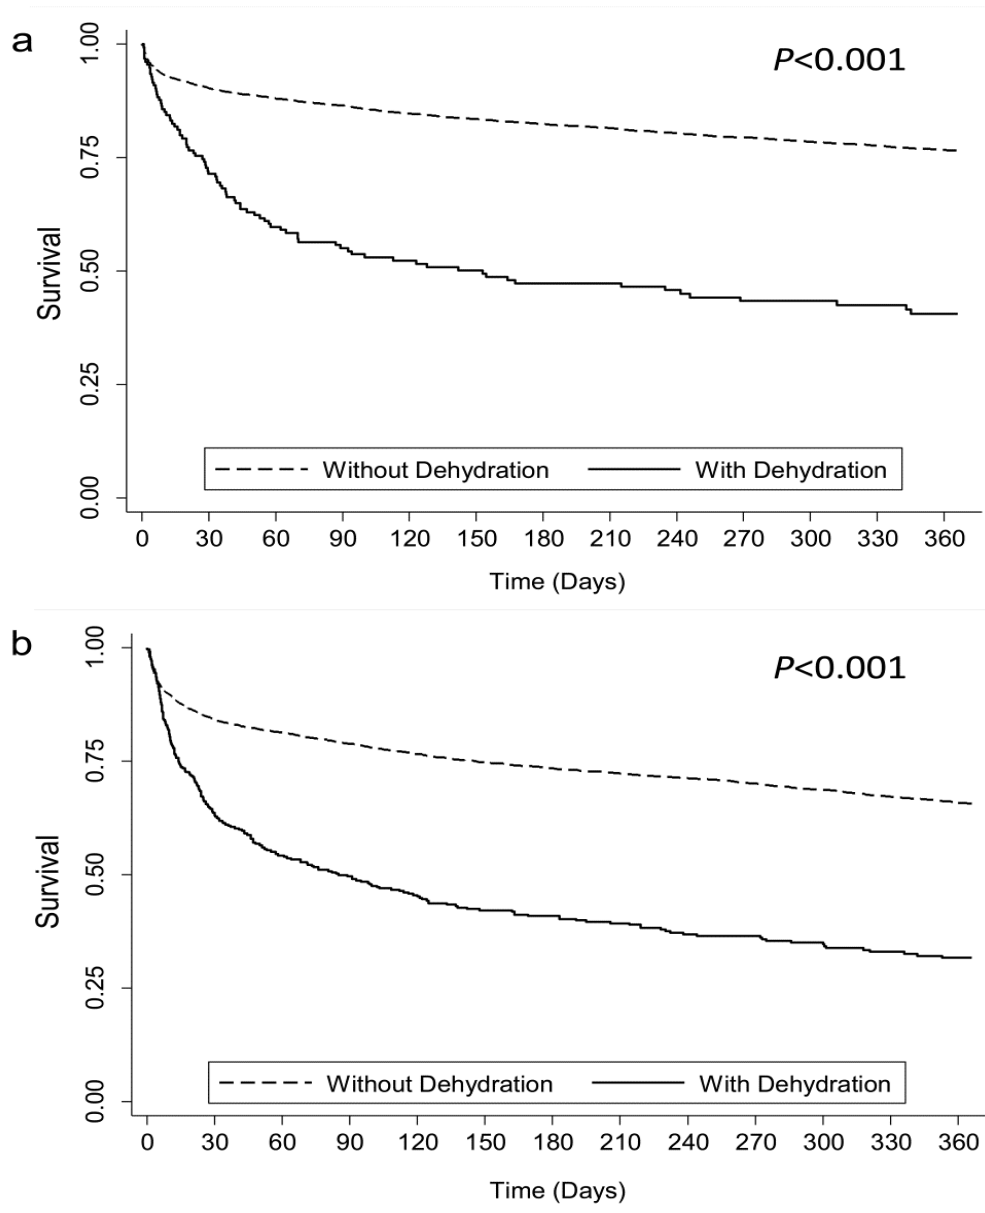 a
P<0.001
1.00
0.75
0.50
0.25
0.00
Survival
Without Dehydration With Dehydration
0 30 60 90 120 150 180 210 240 270 300 330 360
Time (Days)
b
P<0.001
1.00
0.75
0.50
0.25
0.00
Survival
Without Dehydration With Dehydration
0 30 60 90 120 150 180 210 240 270 300 330 360
Time (Days)